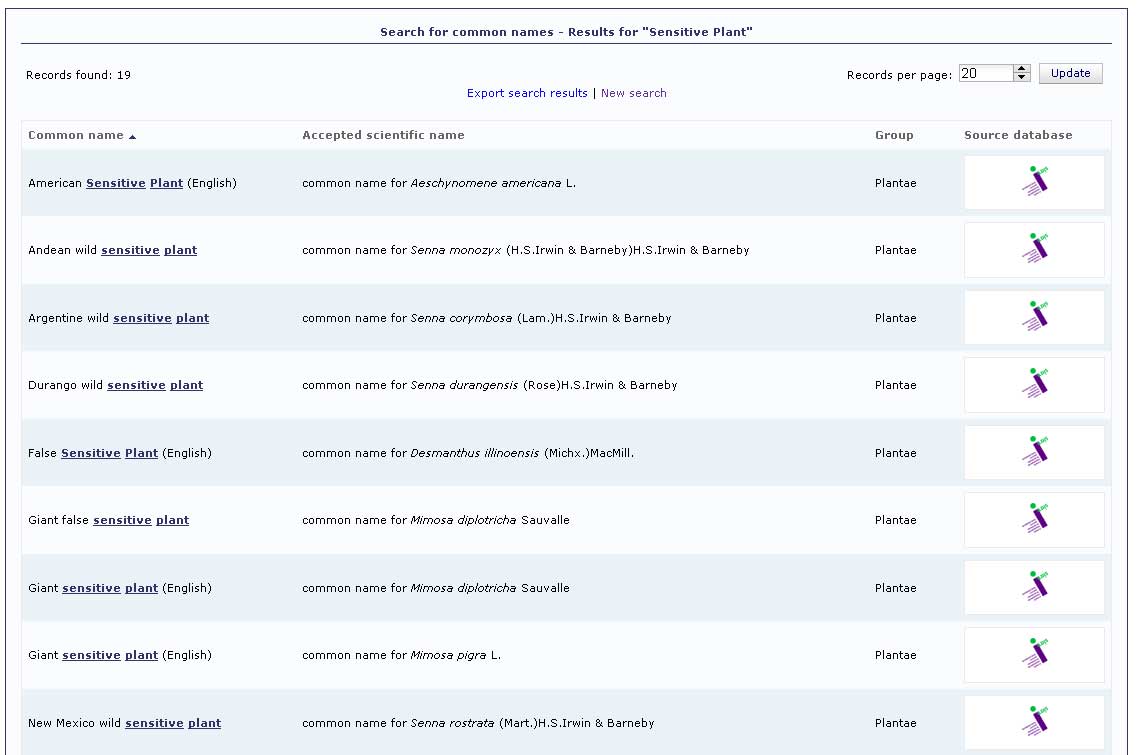 Search for common names - Results for "Sensitive Plant"
Records found: 19
Records per page: 20 Update
Export search results | New search
Common name Accepted scientific name Group Source database
American Sensitive Plant (English) common name for Aeschynomene americana L. Plantae
Andean wild sensitive plant common name for Senna monozyx (H.S.Irwin & Barneby)H.S.Irwin & Barneby Plantae
Argentine wild sensitive plant common name for Senna corymbosa (Lam.)H.S.Irwin & Barneby Plantae
Durango wild sensitive plant common name for Senna durangensis (Rose)H.S.Irwin & Barneby Plantae
False Sensitive Plant (English) common name for Desmanthus illinoensis (Michx.)MacMill. Plantae
Giant false sensitive plant common name for Mimosa diplotricha Sauvalle Plantae
Giant sensitive plant (English) common name for Mimosa diplotricha Sauvalle Plantae
Giant sensitive plant (English) common name for Mimosa pigra L. Plantae
New Mexico wild sensitive plant common name for Senna rostrata (Mart.)H.S.Irwin & Barneby Plantae